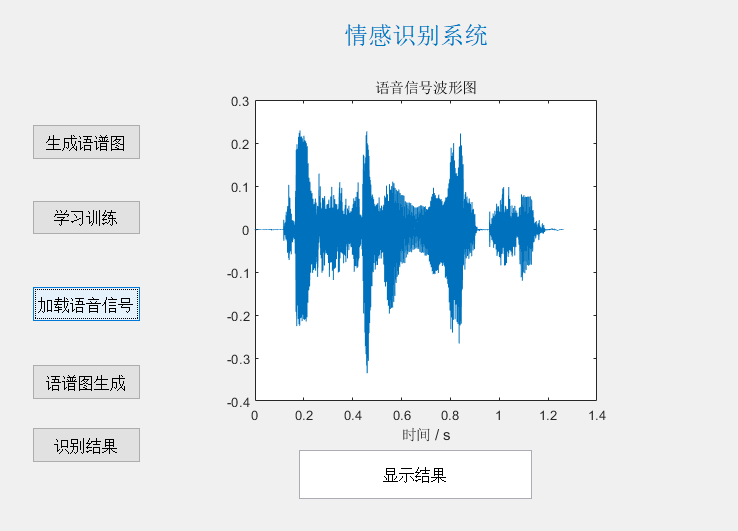 情感识别系统
生成语谱图
学习训练
加载语音信号
语谱图生成
识别结果
语音信号波形图
0.3
0.2
0.1
0
-0.1
-0.2
-0.3
-0.4
0 0.2 0.4 0.6 0.8 1 1.2 1.4
时间 / s
显示结果